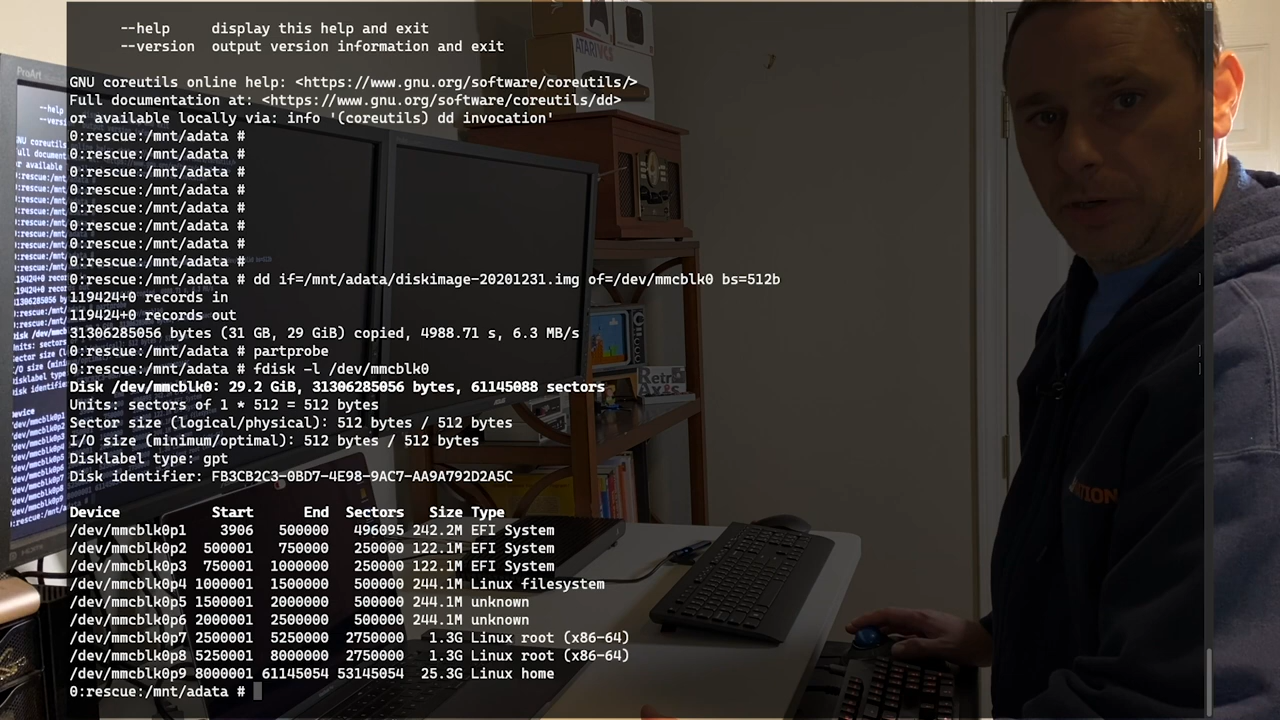 --help display this help and exit
--version output version information and exit
GNU coreutils online help: <https://www.gnu.org/software/coreutils/>
Full documentation at: <https://www.gnu.org/software/coreutils/dd>
or available locally via: info '(coreutils) dd invocation'
0:rescue:/mnt/adata #
0:rescue:/mnt/adata #
0:rescue:/mnt/adata #
0:rescue:/mnt/adata #
0:rescue:/mnt/adata #
0:rescue:/mnt/adata #
0:rescue:/mnt/adata #
0:rescue:/mnt/adata #
0:rescue:/mnt/adata # dd if=/mnt/adata/diskimage-20201231.img of=/dev/mmcblk0 bs=512b
119424+0 records in
119424+0 records out
31306285056 bytes (31 GB, 29 GiB) copied, 4988.71 s, 6.3 MB/s
0:rescue:/mnt/adata # partprobe
0:rescue:/mnt/adata # fdisk -l /dev/mmcblk0
Disk /dev/mmcblk0: 29.2 GiB, 31306285056 bytes, 61145088 sectors
Units: sectors of 1 * 512 = 512 bytes
Sector size (logical/physical): 512 bytes / 512 bytes
I/O size (minimum/optimal): 512 bytes / 512 bytes
Disklabel type: gpt
Disk identifier: FB3CB2C3-0BD7-4E98-9AC7-AA9A792D2A5C
Device Start End Sectors Size Type
/dev/mmcblk0p1 3906 500000 496095 242.2M EFI System
/dev/mmcblk0p2 500001 750000 250000 122.1M EFI System
/dev/mmcblk0p3 750001 1000000 250000 122.1M EFI System
/dev/mmcblk0p4 1000001 1500000 500000 244.1M Linux filesystem
/dev/mmcblk0p5 1500001 2000000 500000 244.1M unknown
/dev/mmcblk0p6 2000001 2500000 500000 244.1M unknown
/dev/mmcblk0p7 2500001 5250000 2750000 1.3G Linux root (x86-64)
/dev/mmcblk0p8 5250001 8000000 2750000 1.3G Linux root (x86-64)
/dev/mmcblk0p9 8000001 61145054 53145054 25.3G Linux home
0:rescue:/mnt/adata #
ProArt
ATARI VCS
Retro
Axis